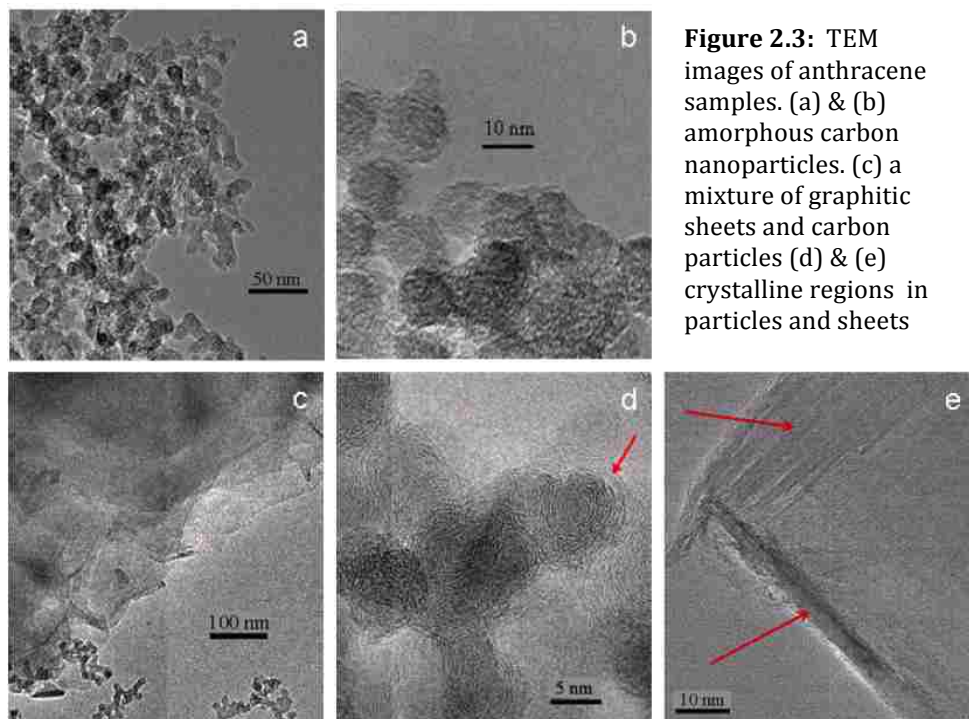 a
50 nm
b
10 nm
Figure 2.3: TEM
images of anthracene
samples. (a) & (b)
amorphous carbon
nanoparticles. (c) a
mixture of graphitic
sheets and carbon
particles (d) & (e)
crystalline regions in
particles and sheets
c
100 nm
d
5 nm
e
10 nm